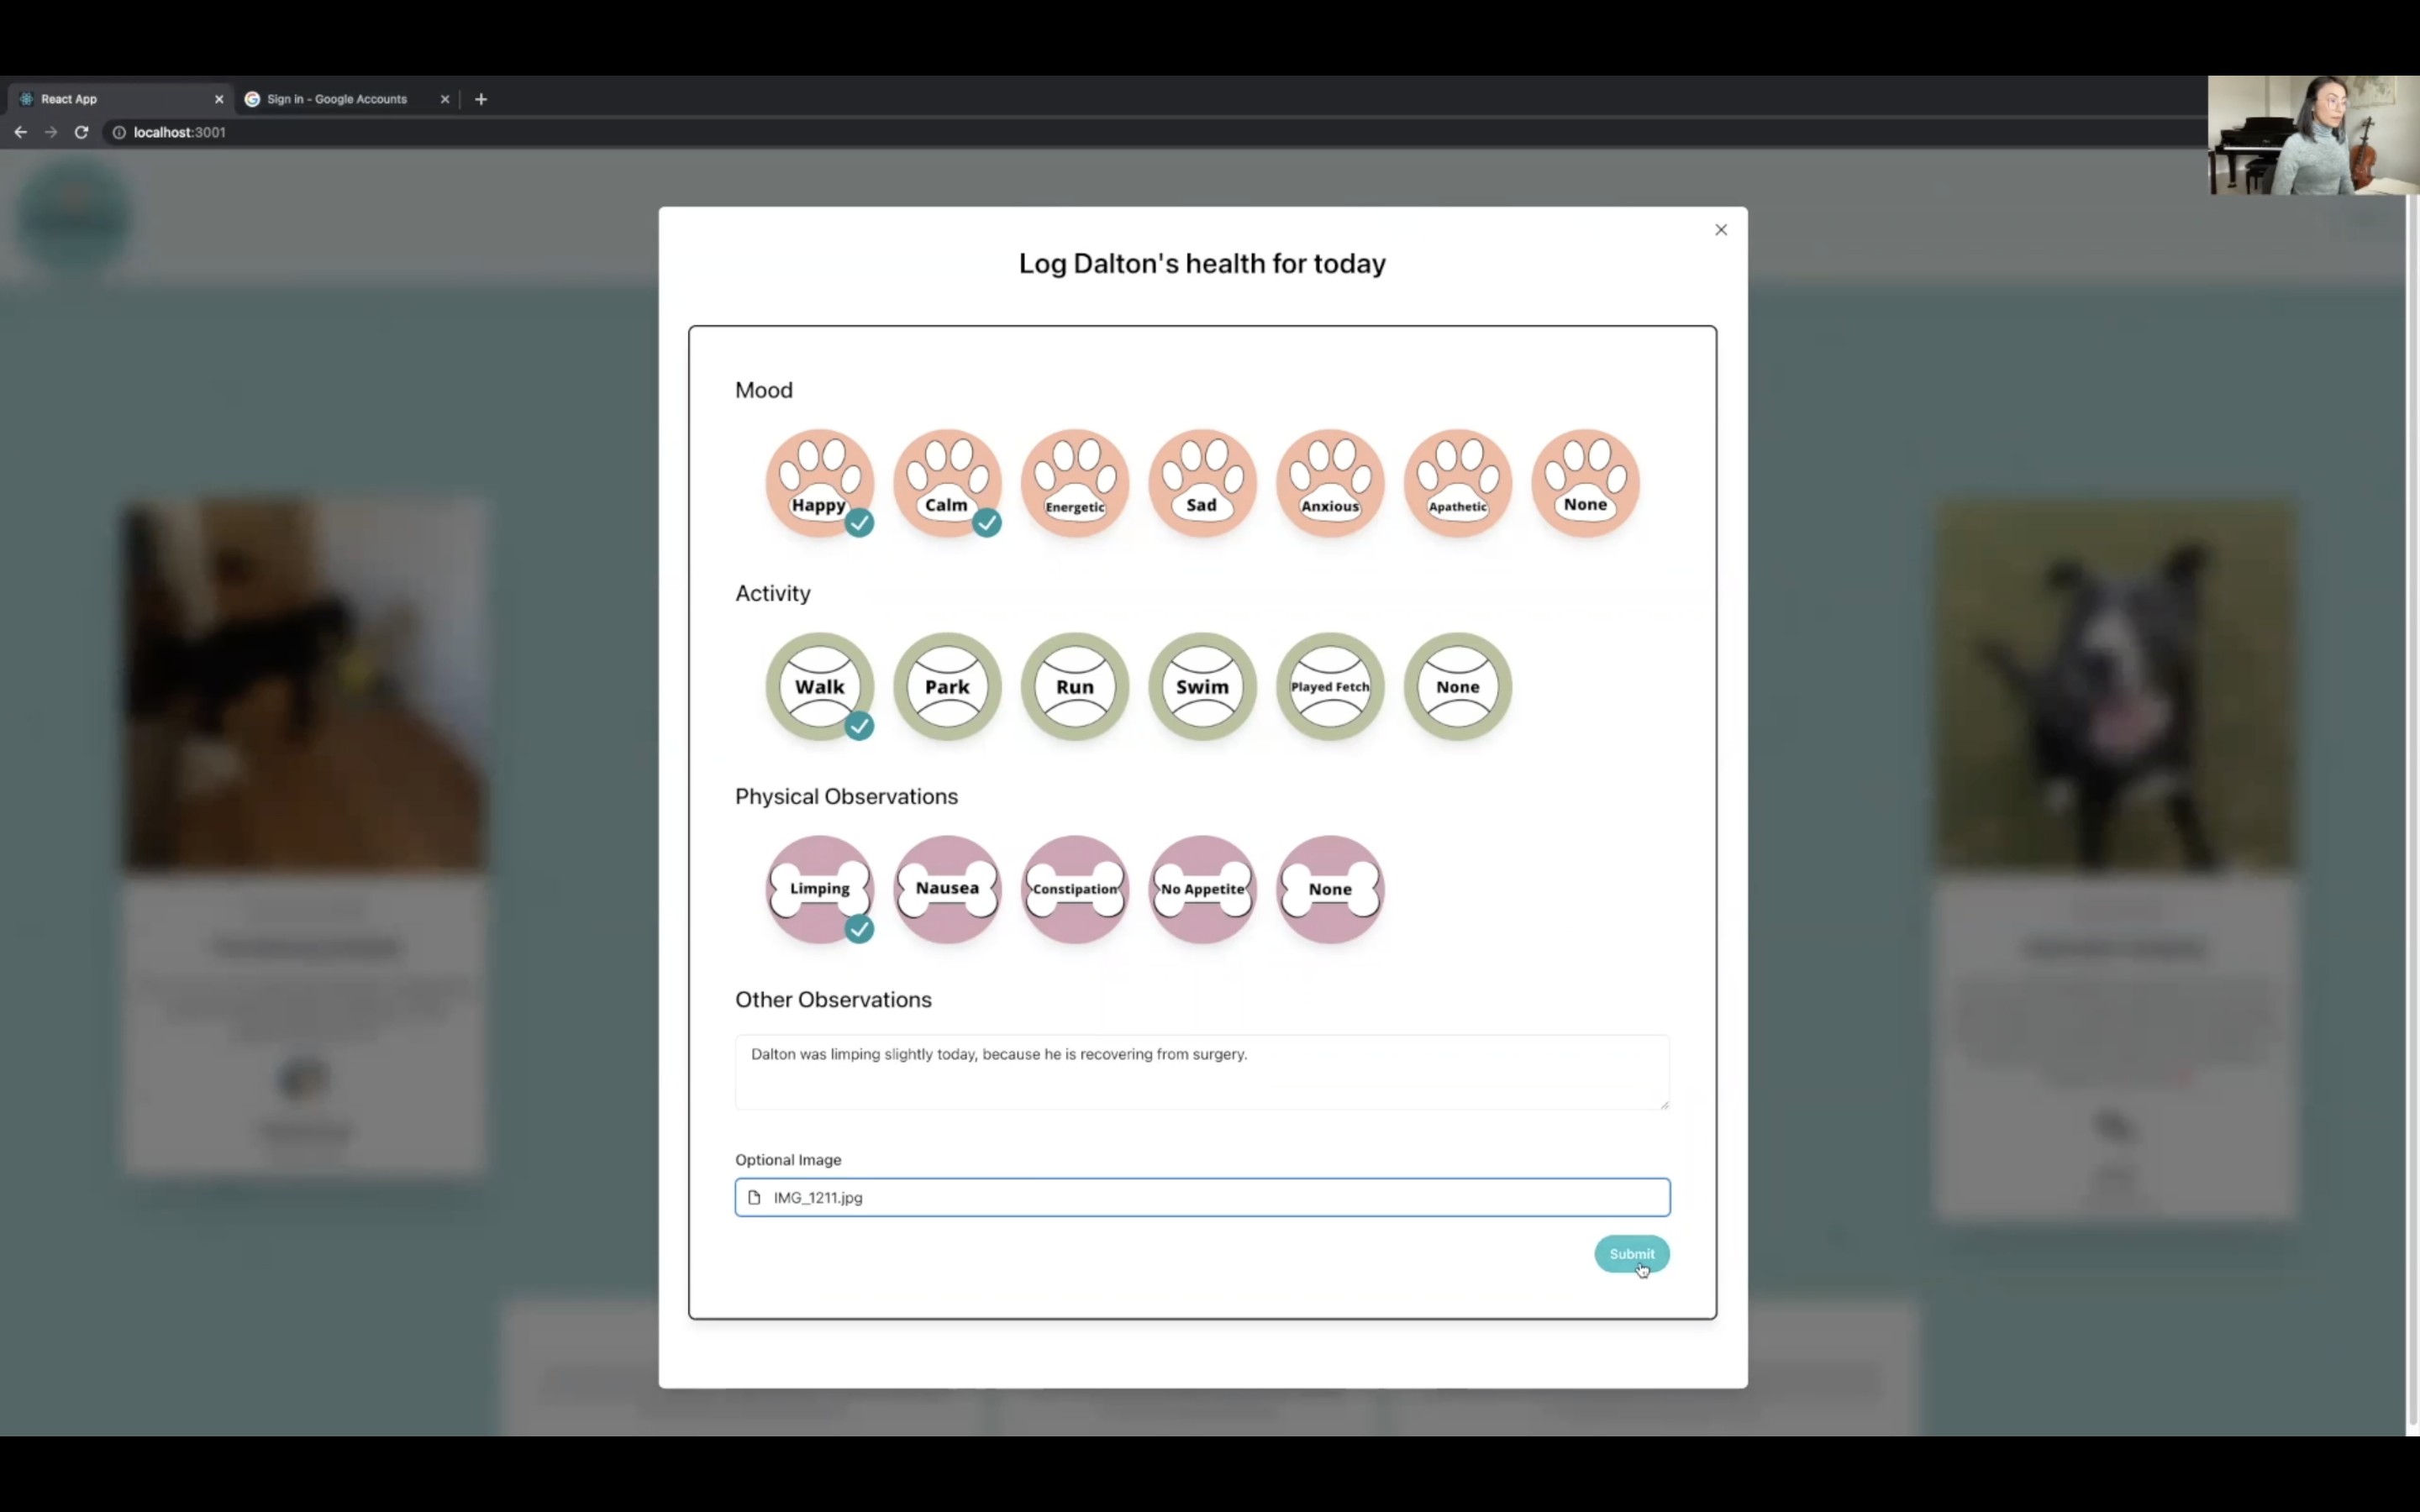 React App
Sign in - Google Accounts
localhost:3001
Log Dalton's health for today
Mood
Happy Calm Energetic Sad Anxious Apathetic None
Activity
Walk Park Run Swim Played Fetch None
Physical Observations
Limping Nausea Constipation No Appetite None
Other Observations
Dalton was limping slightly today, because he is recovering from surgery.
Optional Image
IMG_1211.jpg
Submit